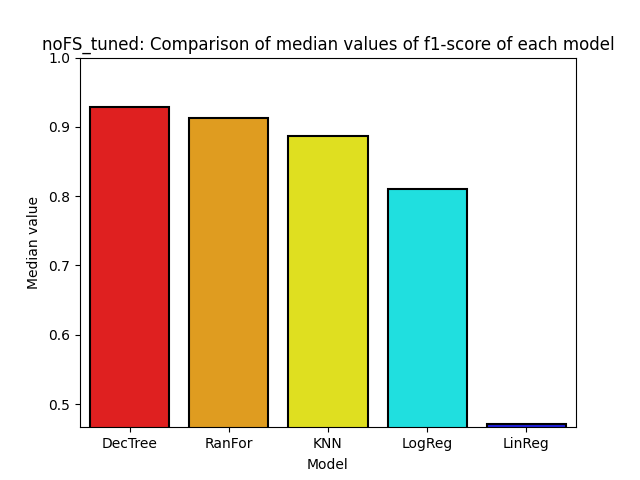 noFS_tuned: Comparison of median values of f1-score of each model
1.0
0.9
0.8
0.7
0.6
0.5
Median value
DecTree RanFor KNN LogReg LinReg
Model